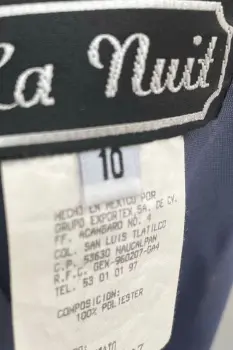 La Nuit
10
HECHO EN MEXICO POR
GRUPO EXPORTEX SA. DE CV.
FF. ACAMBARO NO. 4
COL. SAN LUIS TLATILCO
C.P. 53630 NAUCALPAN
R.F.C. GEX-960207-GA4
TEL. 53 01 01 97
COMPOSICION:
100% POLIESTER